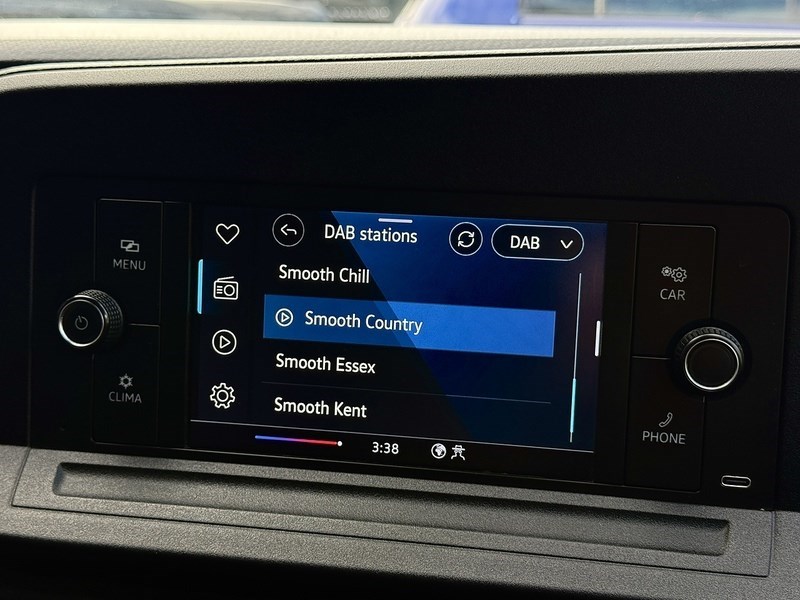 MENU
CLIMA
DAB stations
DAB
Smooth Chill
Smooth Country
Smooth Essex
Smooth Kent
3:38
CAR
PHONE